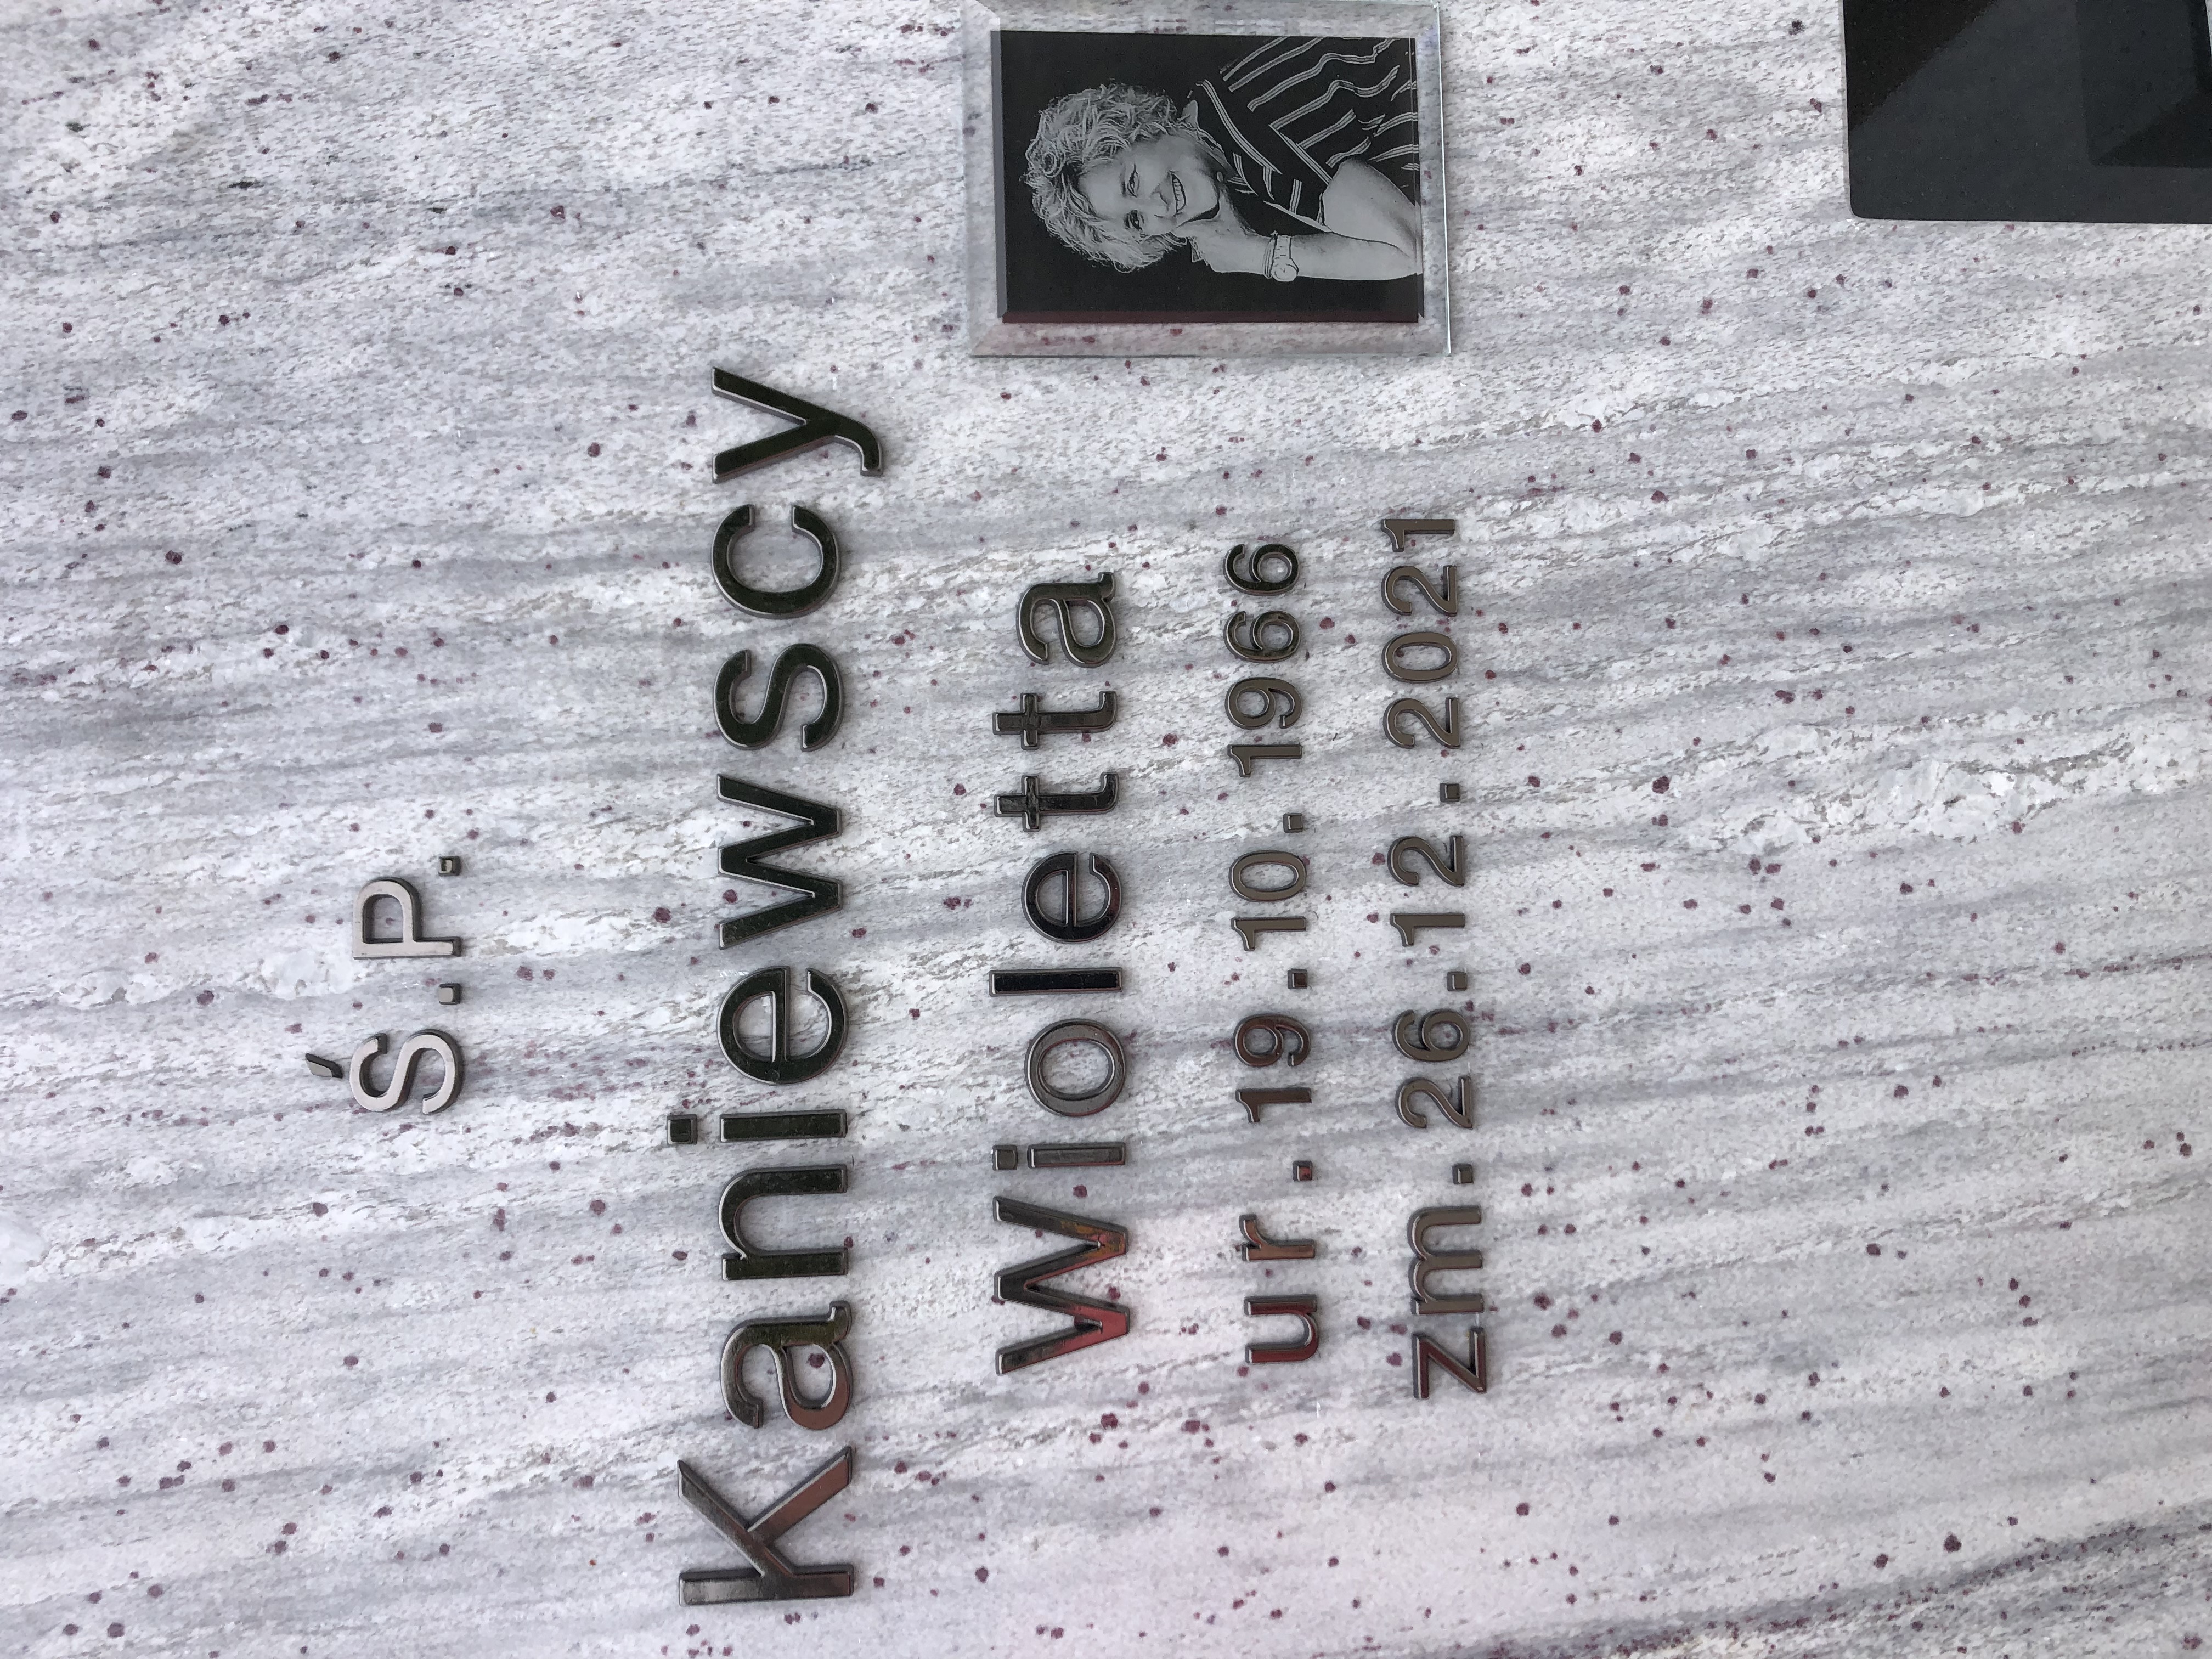 Ś.P.
Kaniewscy
Wioletta
ur. 19.10.1966
zm. 26.12.2021